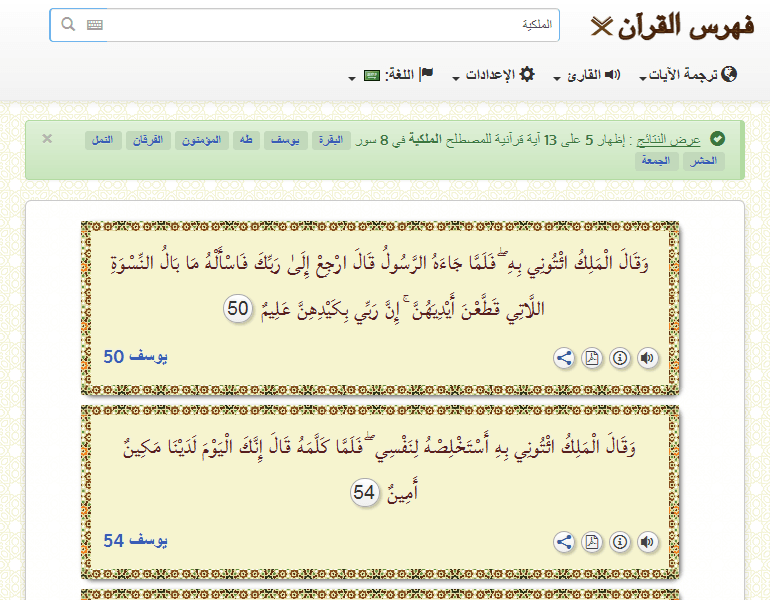 فهرس القرآن
الملكية
ترجمة الآيات
القارئ
الإعدادات
اللغة:
عرض النتائج : إظهار 5 على 13 آية قرآنية للمصطلح الملكية في 8 سور البقرة يوسف طه المؤمنون الفرقان النمل
الحشر الجمعة
×
وَقَالَ الْمَلِكُ ائْتُونِي بِهِ ۖ فَلَمَّا جَاءَهُ الرَّسُولُ قَالَ ارْجِعْ إِلَىٰ رَبِّكَ فَاسْأَلْهُ مَا بَالُ النِّسْوَةِ
اللَّاتِي قَطَّعْنَ أَيْدِيَهُنَّ ۚ إِنَّ رَبِّي بِكَيْدِهِنَّ عَلِيمٌ 50
يوسف 50
وَقَالَ الْمَلِكُ ائْتُونِي بِهِ أَسْتَخْلِصْهُ لِنَفْسِي ۖ فَلَمَّا كَلَّمَهُ قَالَ إِنَّكَ الْيَوْمَ لَدَيْنَا مَكِينٌ
أَمِينٌ 54
يوسف 54